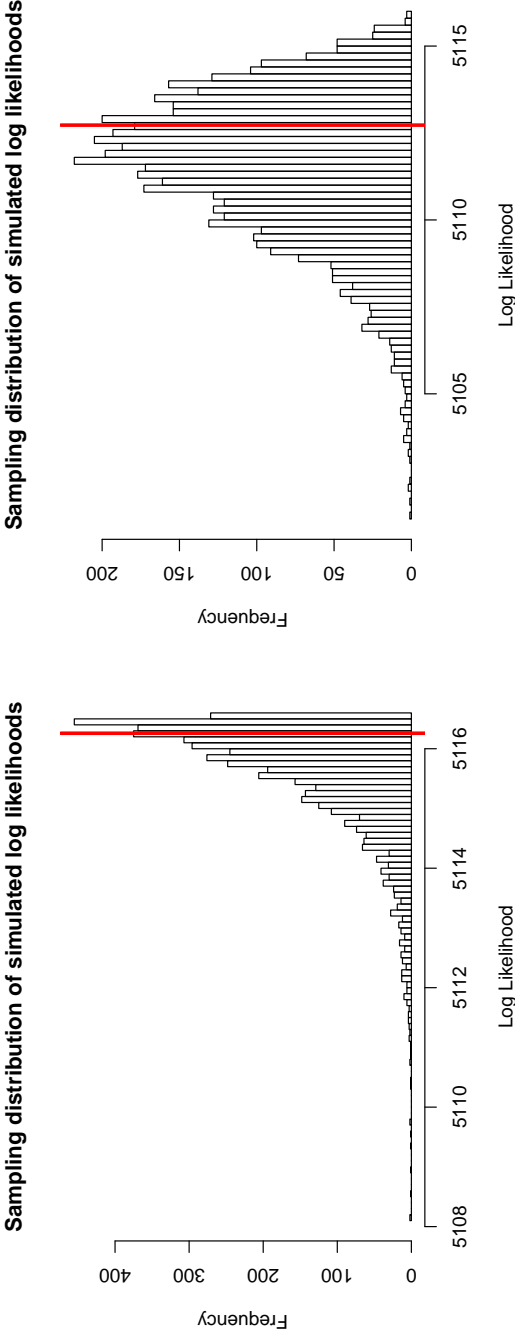 Sampling distribution of simulated log likelihoods
Frequency
0 100 200 300 400
5108 5110 5112 5114 5116
Log Likelihood
Sampling distribution of simulated log likelihoods
Frequency
0 50 100 150 200
5105 5110 5115
Log Likelihood